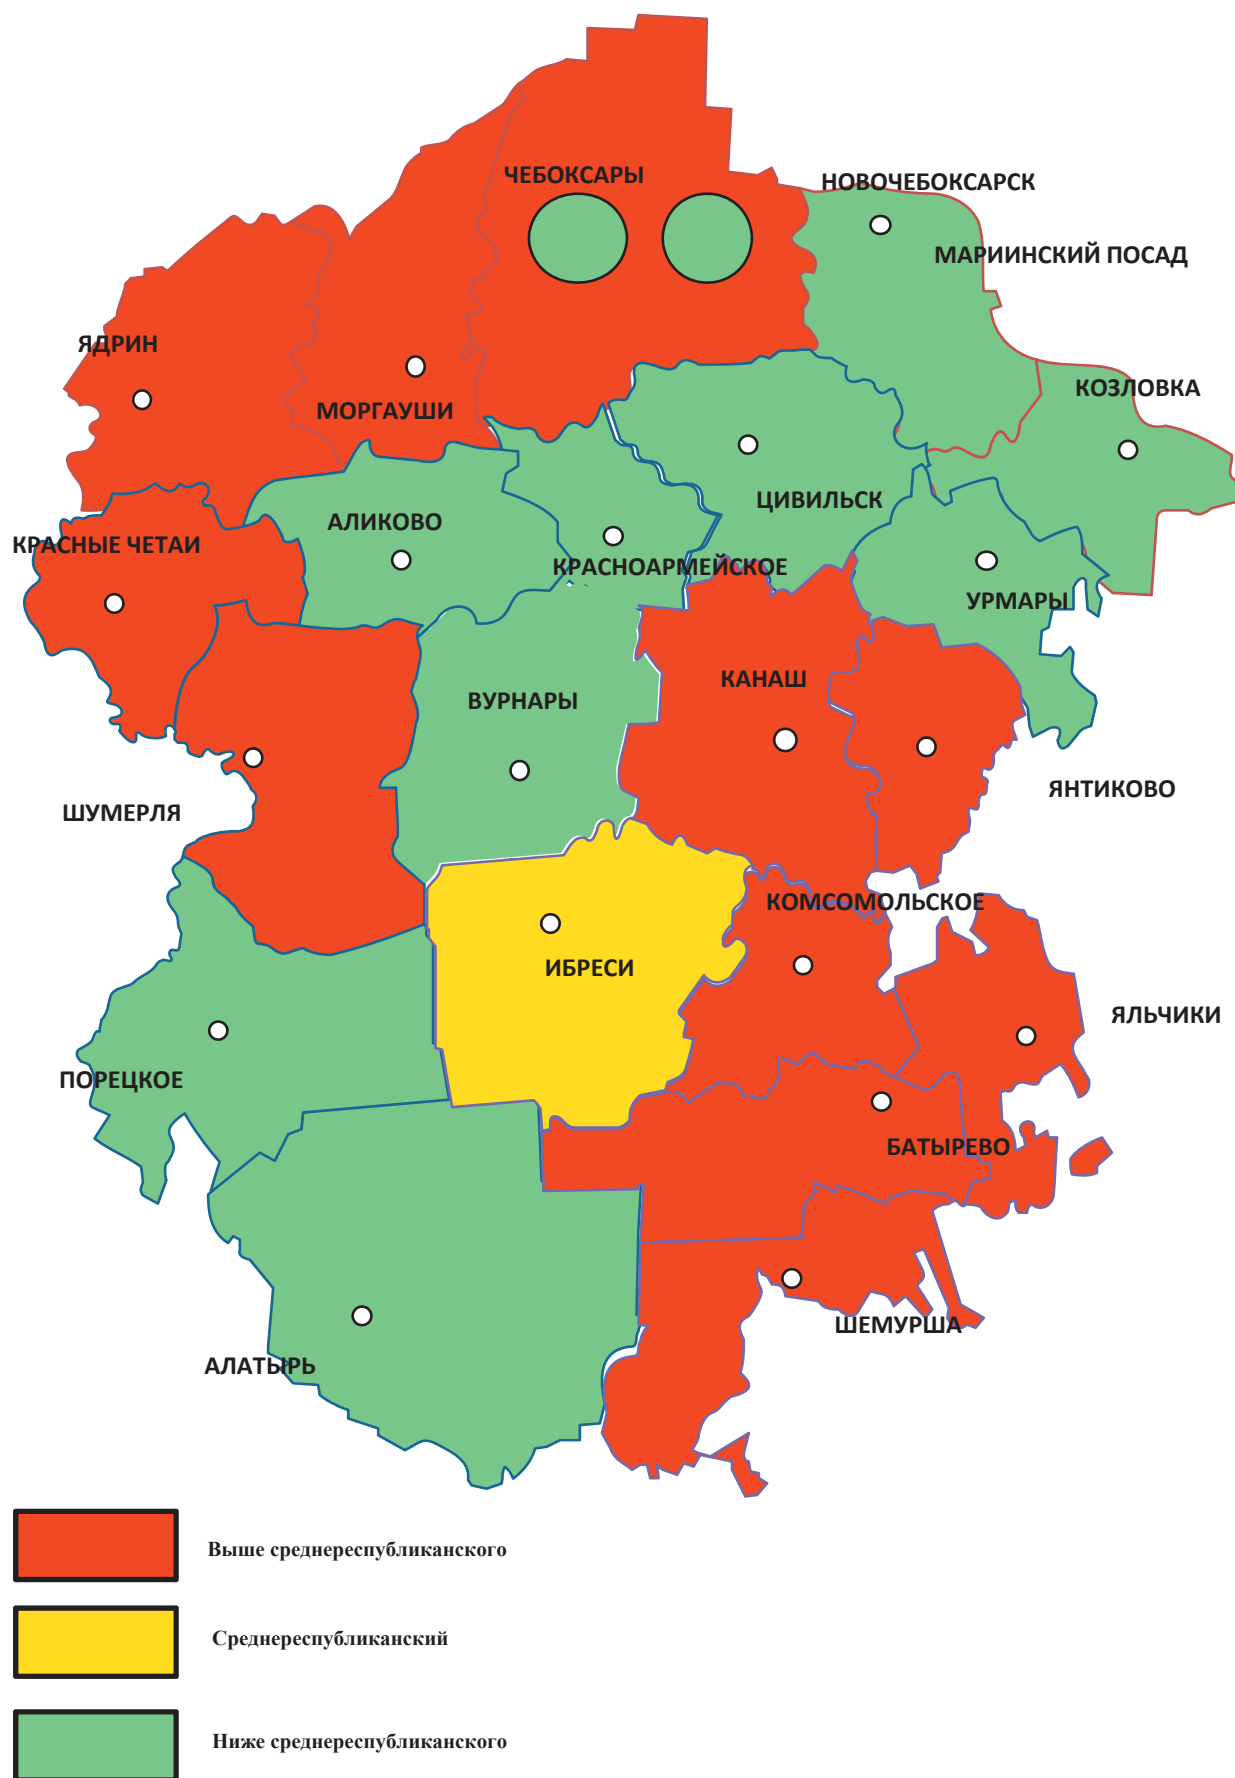 ЧЕБОКСАРЫ
НОВОЧЕБОКСАРСК
МАРИИНСКИЙ ПОСАД
ЯДРИН
КОЗЛОВКА
МОРГАУШИ
ЦИВИЛЬСК
АЛИКОВО
КРАСНЫЕ ЧЕТАИ
КРАСНОАРМЕЙСКОЕ
УРМАРЫ
КАНАШ
ВУРНАРЫ
ЯНТИКОВО
ШУМЕРЛЯ
КОМСОМОЛЬСКОЕ
ИБРЕСИ
ЯЛЬЧИКИ
ПОРЕЦКОЕ
БАТЫРЕВО
ШЕМУРША
АЛАТЫРЬ
Выше среднереспубликанского
Среднереспубликанский
Ниже среднереспубликанского